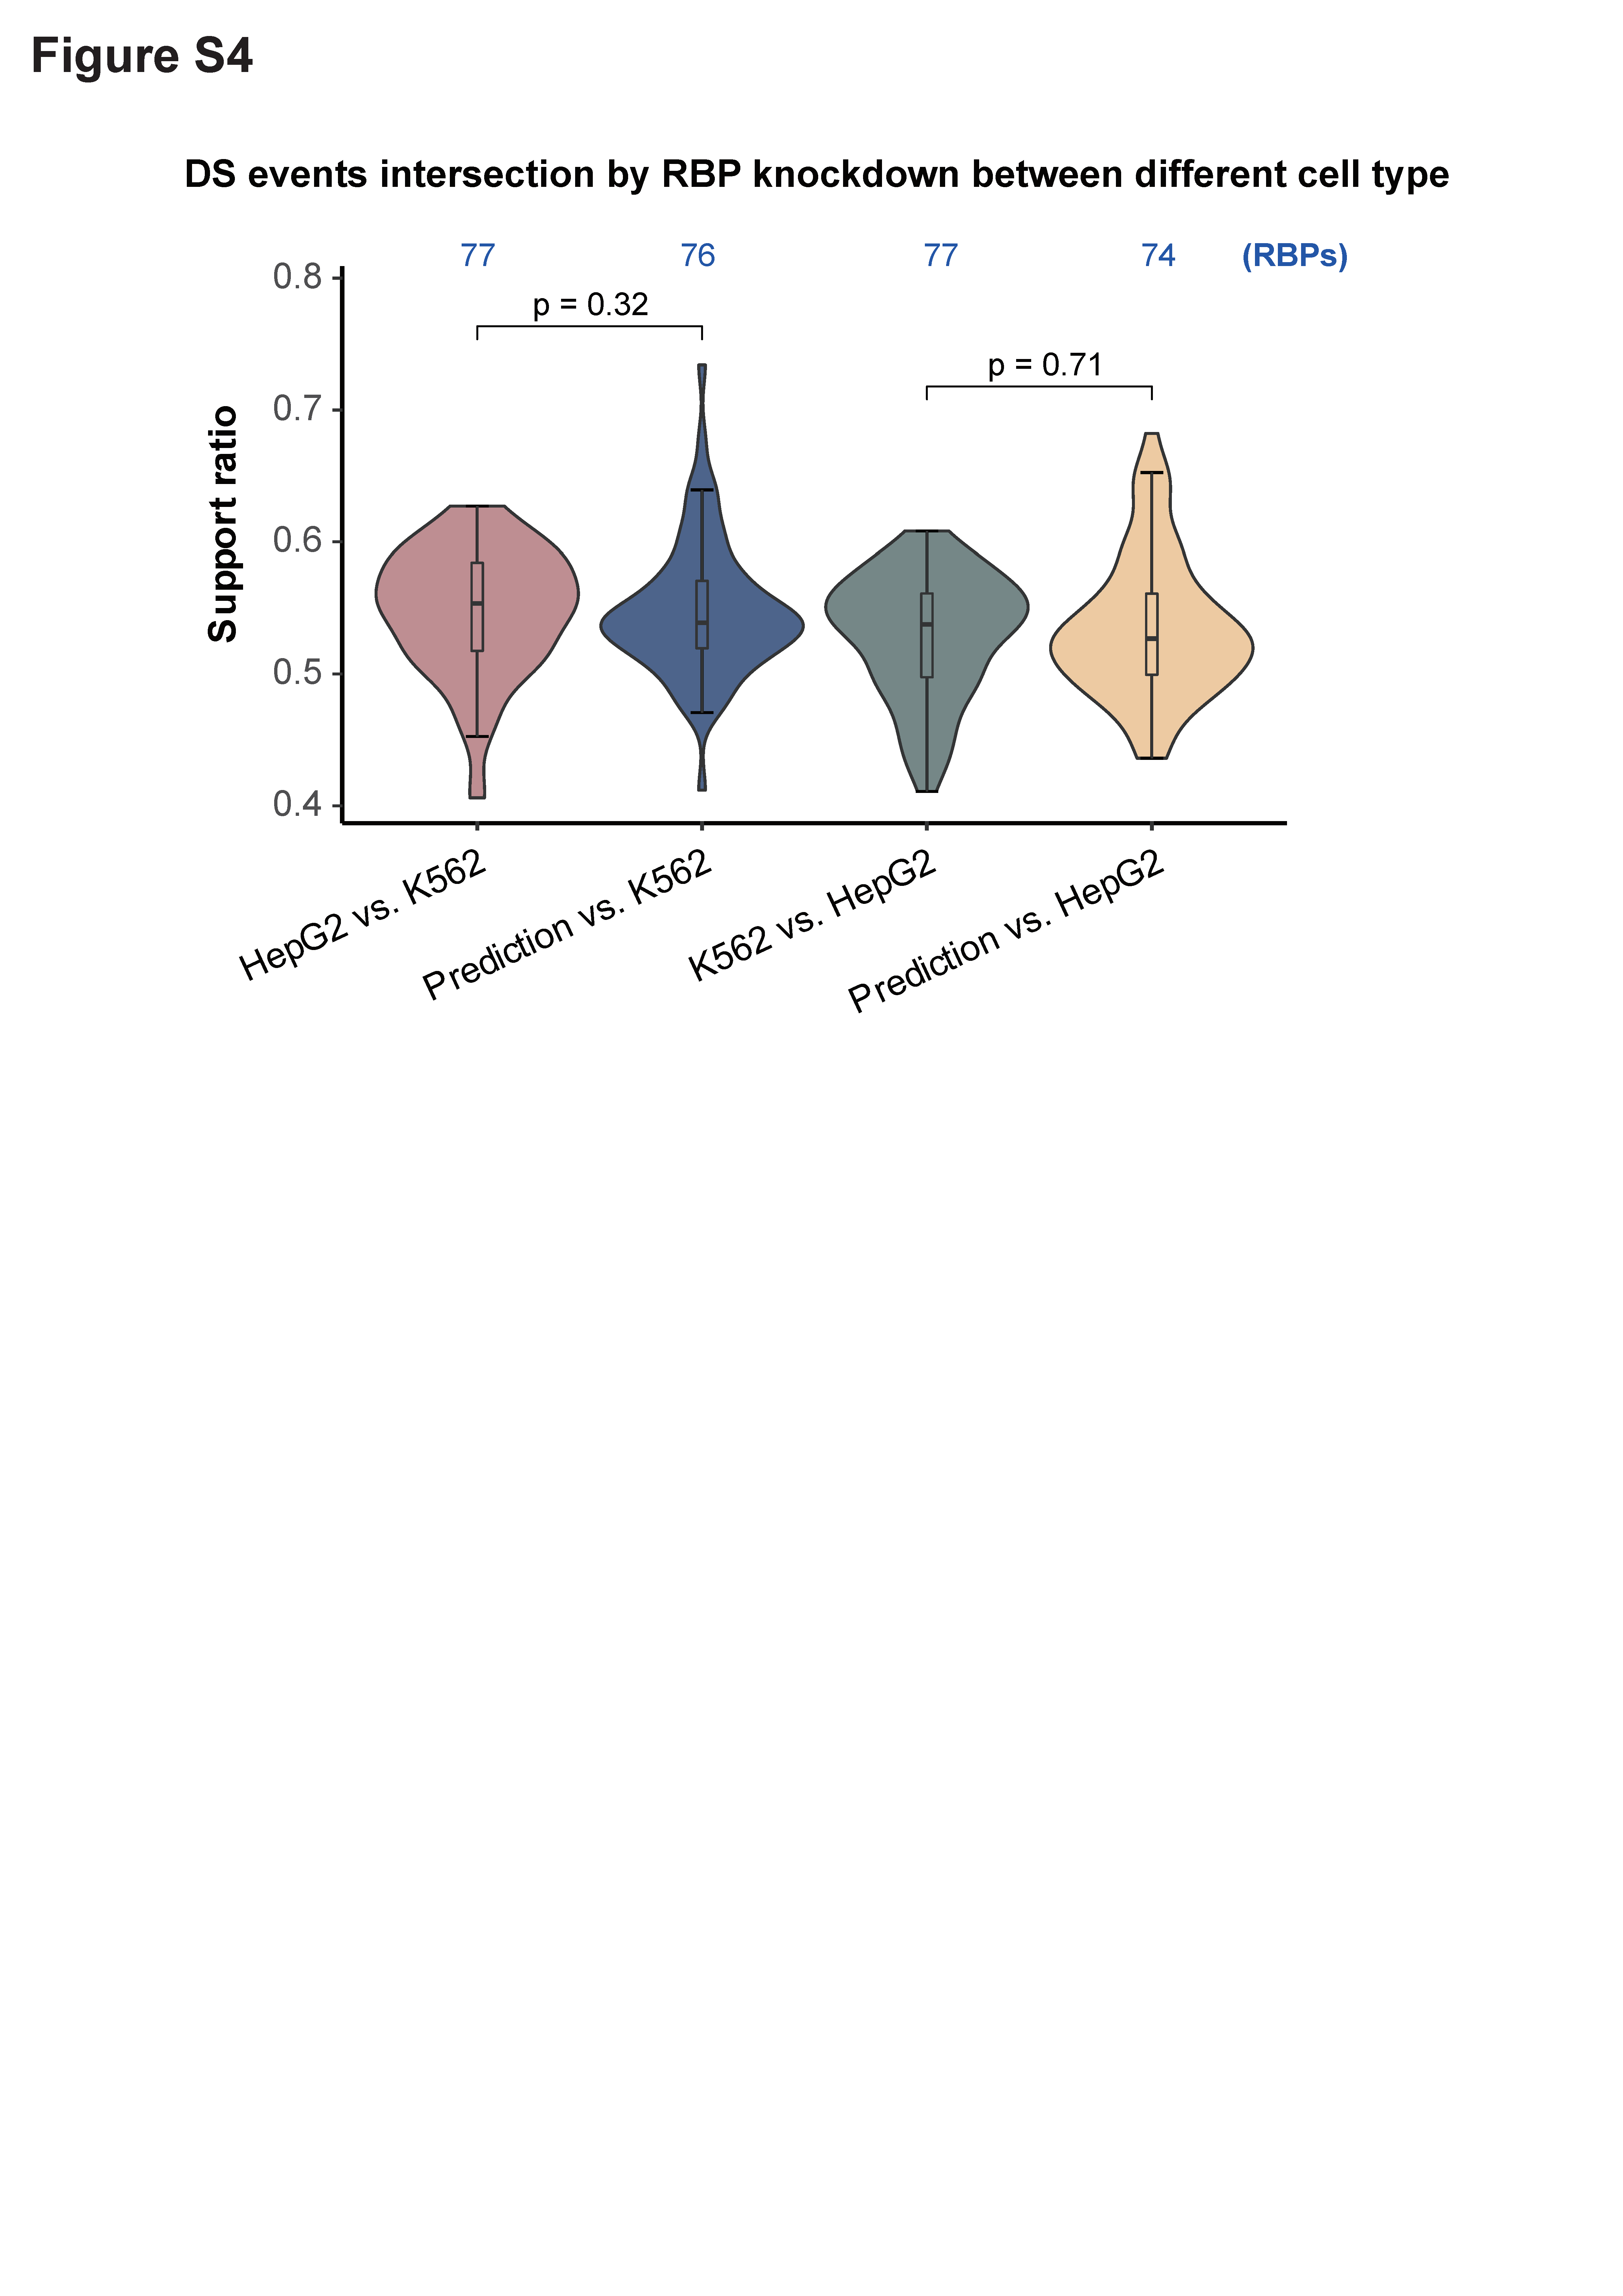 Figure S4
DS events intersection by RBP knockdown between different cell type
77 76 77 74 (RBPs)
0.8
p = 0.32
p = 0.71
0.7
0.6
0.5
0.4
Support ratio
HepG2 vs. K562
Prediction vs. K562
K562 vs. HepG2
Prediction vs. HepG2